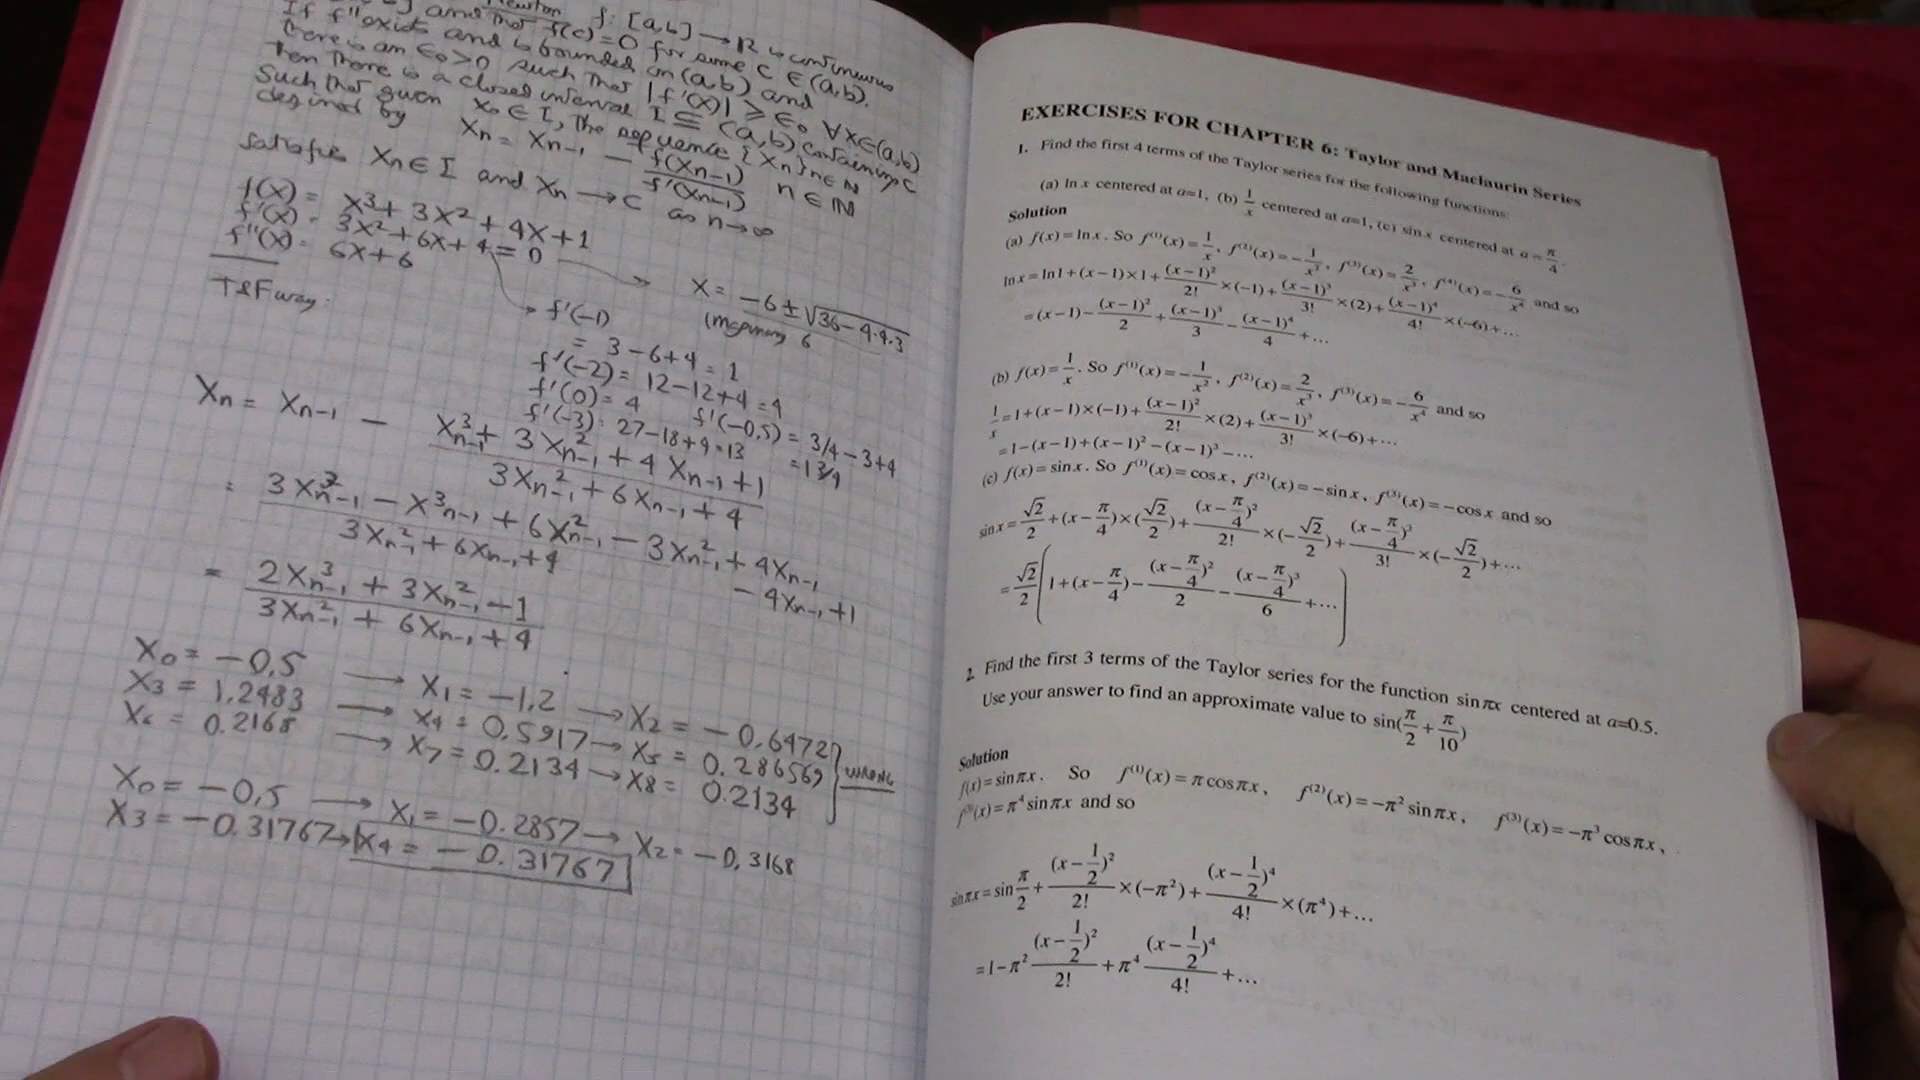 Newton f: [a,b] → R is continuous
and that f(c)=0 for some c ∈ (a,b).
If f'' exists and is bounded on (a,b) and
there is an ε₀>0 such that |f'(x)| ≥ ε₀ ∀x∈(a,b)
then there is a closed interval I ⊆ (a,b) containing c
such that given x₀ ∈ I, the sequence {Xn}n∈N
defined by Xn = Xn-1 − f(Xn-1)/f'(Xn-1) n ∈ IN
satisfies Xn ∈ I and Xn → c as n→∞
f(x) = x³ + 3x² + 4x + 1
f'(x) = 3x² + 6x + 4 = 0
f''(x) = 6x + 6
x = (−6 ± √(36 − 4·4·3))/6
T&F way:
f'(−1)
= 3 − 6 + 4 = 1
f'(−2) = 12 − 12 + 4 = 4
f'(0) = 4 f'(−0,5) = 3/4 − 3 + 4
f'(−3) = 27 − 18 + 4 = 13 = 13/4
Xn = Xn-1 − (X³n-1 + 3X²n-1 + 4Xn-1 + 1)/(3X²n-1 + 6Xn-1 + 4)
= (3X³n-1 − X³n-1 + 6X²n-1 − 3X²n-1 + 4Xn-1 − 4Xn-1 + 1)/(3X²n-1 + 6Xn-1 + 4)
= (2X³n-1 + 3X²n-1 − 1)/(3X²n-1 + 6Xn-1 + 4)
X₀ = −0,5 → X₁ = −1,2 → X₂ = −0,6472
X₃ = 1.2483 → X₄ = 0.5917 → X₅ = 0.286569
X₆ = 0.2168 → X₇ = 0.2134 → X₈ = 0.2134
WRONG
X₀ = −0,5 → X₁ = −0.2857 → X₂ = −0,3168
X₃ = −0.31767 → X₄ = −0.31767
EXERCISES FOR CHAPTER 6: Taylor and Maclaurin Series
1. Find the first 4 terms of the Taylor series for the following functions:
(a) ln x centered at a=1, (b) 1/x centered at a=1, (c) sin x centered at a = π/4.
Solution
(a) f(x) = ln x. So f⁽¹⁾(x) = 1/x, f⁽²⁾(x) = −1/x², f⁽³⁾(x) = 2/x³, f⁽⁴⁾(x) = −6/x⁴ and so
ln x = ln 1 + (x−1)×1 + (x−1)²/2! ×(−1) + (x−1)³/3! ×(2) + (x−1)⁴/4! ×(−6) + …
= (x−1) − (x−1)²/2 + (x−1)³/3 − (x−1)⁴/4 + …
(b) f(x) = 1/x. So f⁽¹⁾(x) = −1/x², f⁽²⁾(x) = 2/x³, f⁽³⁾(x) = −6/x⁴ and so
1/x = 1 + (x−1)×(−1) + (x−1)²/2! ×(2) + (x−1)³/3! ×(−6) + …
= 1 − (x−1) + (x−1)² − (x−1)³ − …
(c) f(x) = sin x. So f⁽¹⁾(x) = cos x, f⁽²⁾(x) = −sin x, f⁽³⁾(x) = −cos x and so
sin x = √2/2 + (x − π/4)×(√2/2) + (x − π/4)²/2! ×(−√2/2) + (x − π/4)³/3! ×(−√2/2) + …
= √2/2 (1 + (x − π/4) − (x − π/4)²/2 − (x − π/4)³/6 + …)
2. Find the first 3 terms of the Taylor series for the function sin πx centered at a=0.5.
Use your answer to find an approximate value to sin(π/2 + π/10)
Solution
f(x) = sin πx. So f⁽¹⁾(x) = π cos πx, f⁽²⁾(x) = −π² sin πx, f⁽³⁾(x) = −π³ cos πx,
(x) = π⁴ sin πx and so
sin πx = sin π/2 + (x − 1/2)²/2! ×(−π²) + (x − 1/2)⁴/4! ×(π⁴) + …
= 1 − π² (x − 1/2)²/2! + π⁴ (x − 1/2)⁴/4! + …